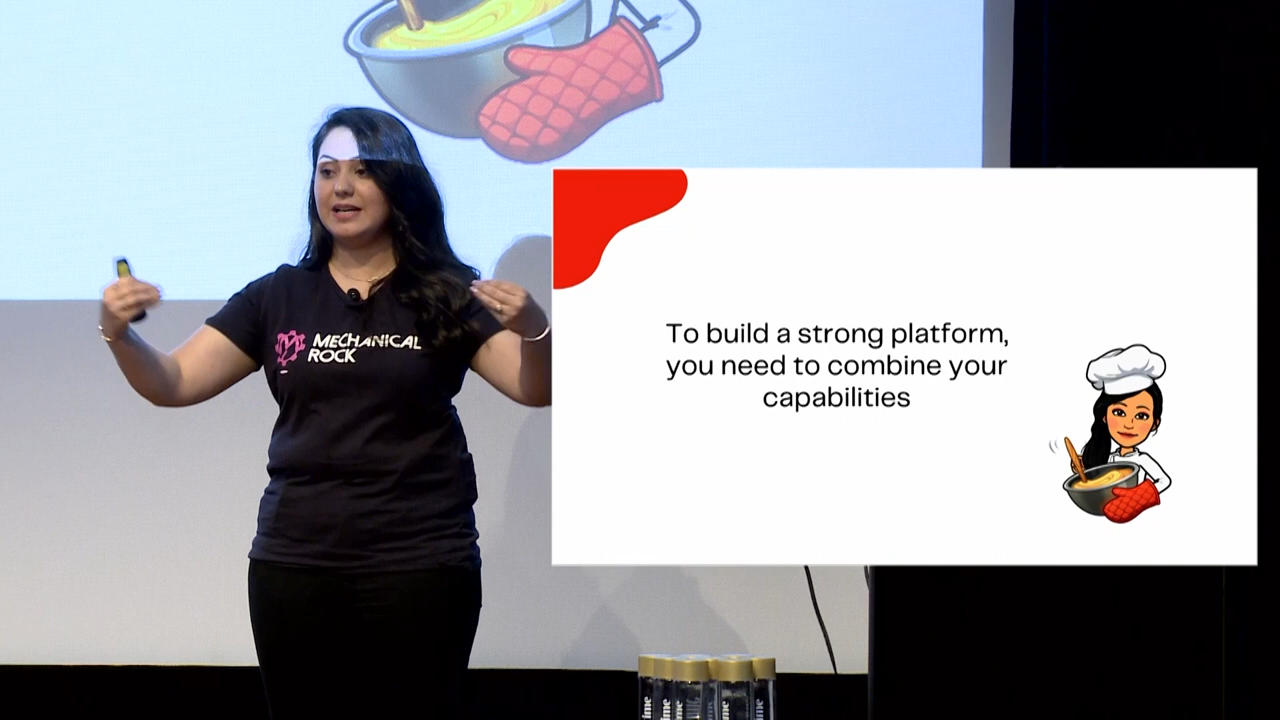 MECHANICAL
ROCK
To build a strong platform,
you need to combine your
capabilities